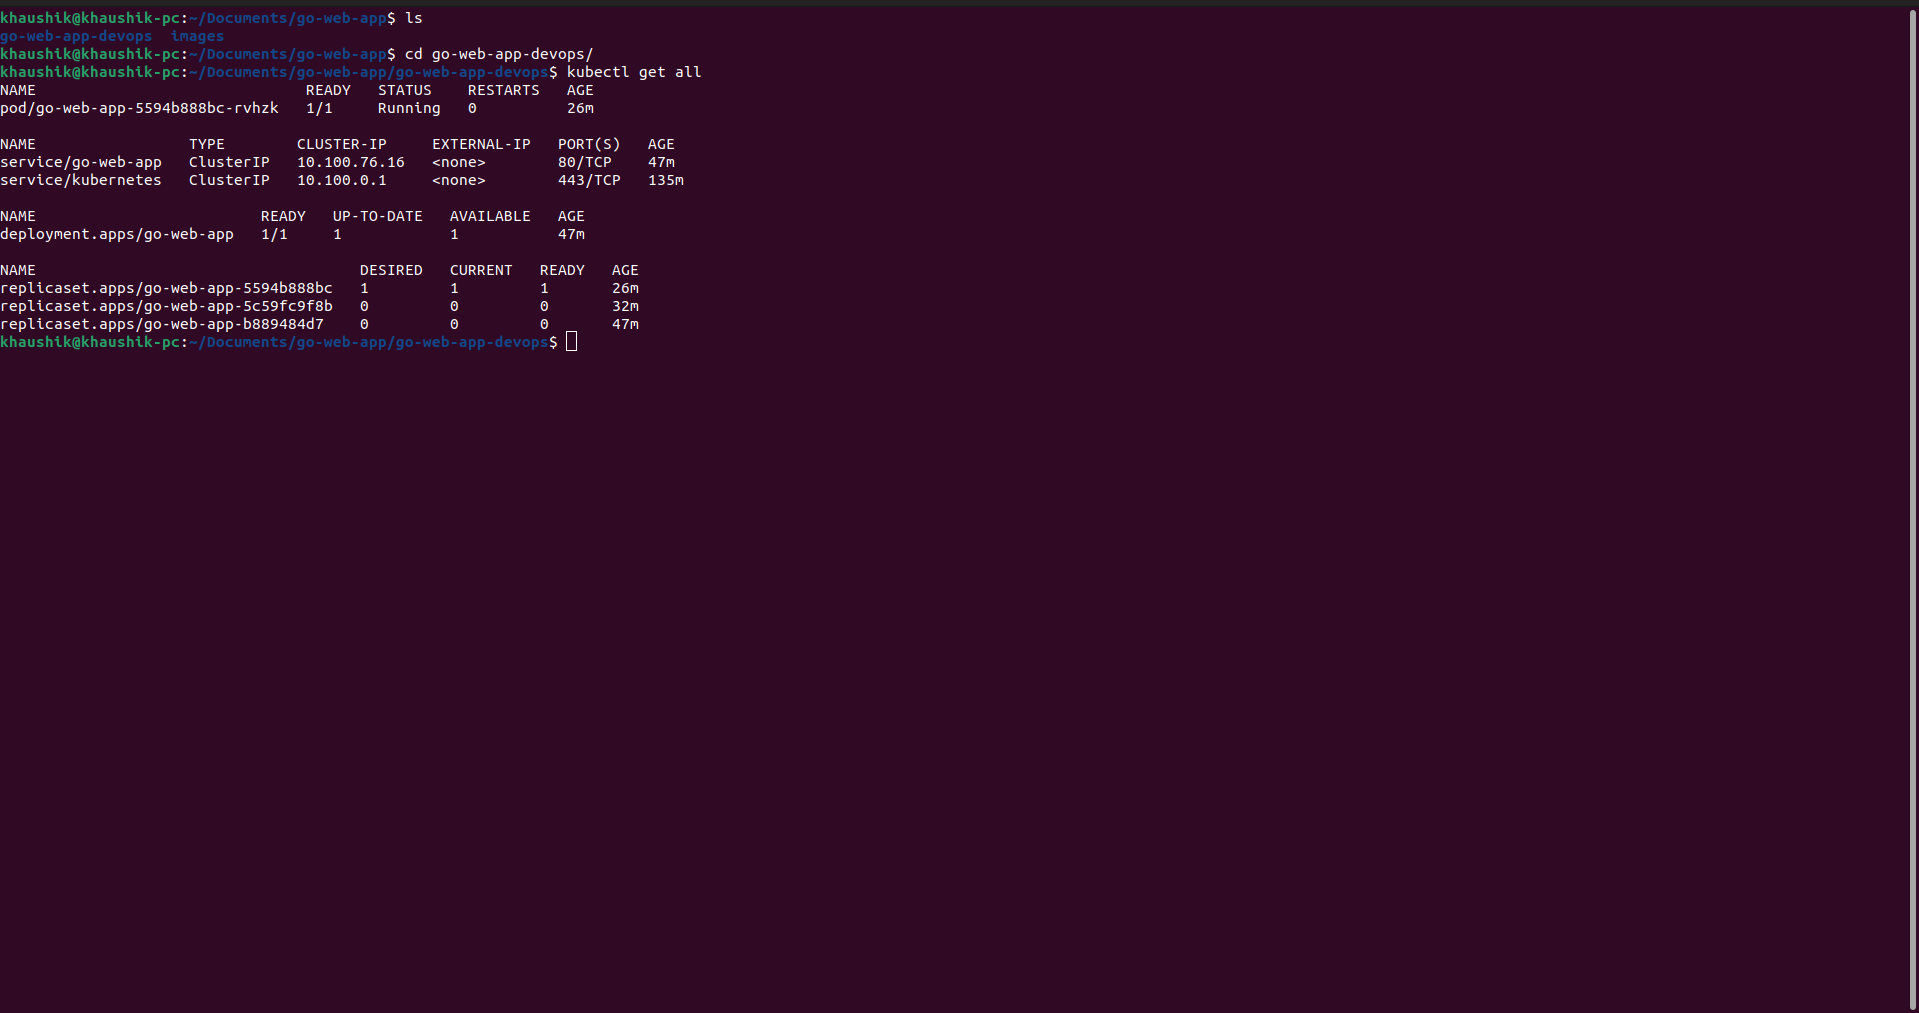 khaushik@khaushik-pc:~/Documents/go-web-app$ ls
go-web-app-devops  images
khaushik@khaushik-pc:~/Documents/go-web-app$ cd go-web-app-devops/
khaushik@khaushik-pc:~/Documents/go-web-app/go-web-app-devops$ kubectl get all
NAME                              READY   STATUS    RESTARTS   AGE
pod/go-web-app-5594b888bc-rvhzk   1/1     Running   0          26m

NAME                 TYPE        CLUSTER-IP     EXTERNAL-IP   PORT(S)   AGE
service/go-web-app   ClusterIP   10.100.76.16   <none>        80/TCP    47m
service/kubernetes   ClusterIP   10.100.0.1     <none>        443/TCP   135m

NAME                         READY   UP-TO-DATE   AVAILABLE   AGE
deployment.apps/go-web-app   1/1     1            1           47m

NAME                                    DESIRED   CURRENT   READY   AGE
replicaset.apps/go-web-app-5594b888bc   1         1         1       26m
replicaset.apps/go-web-app-5c59fc9f8b   0         0         0       32m
replicaset.apps/go-web-app-b889484d7    0         0         0       47m
khaushik@khaushik-pc:~/Documents/go-web-app/go-web-app-devops$